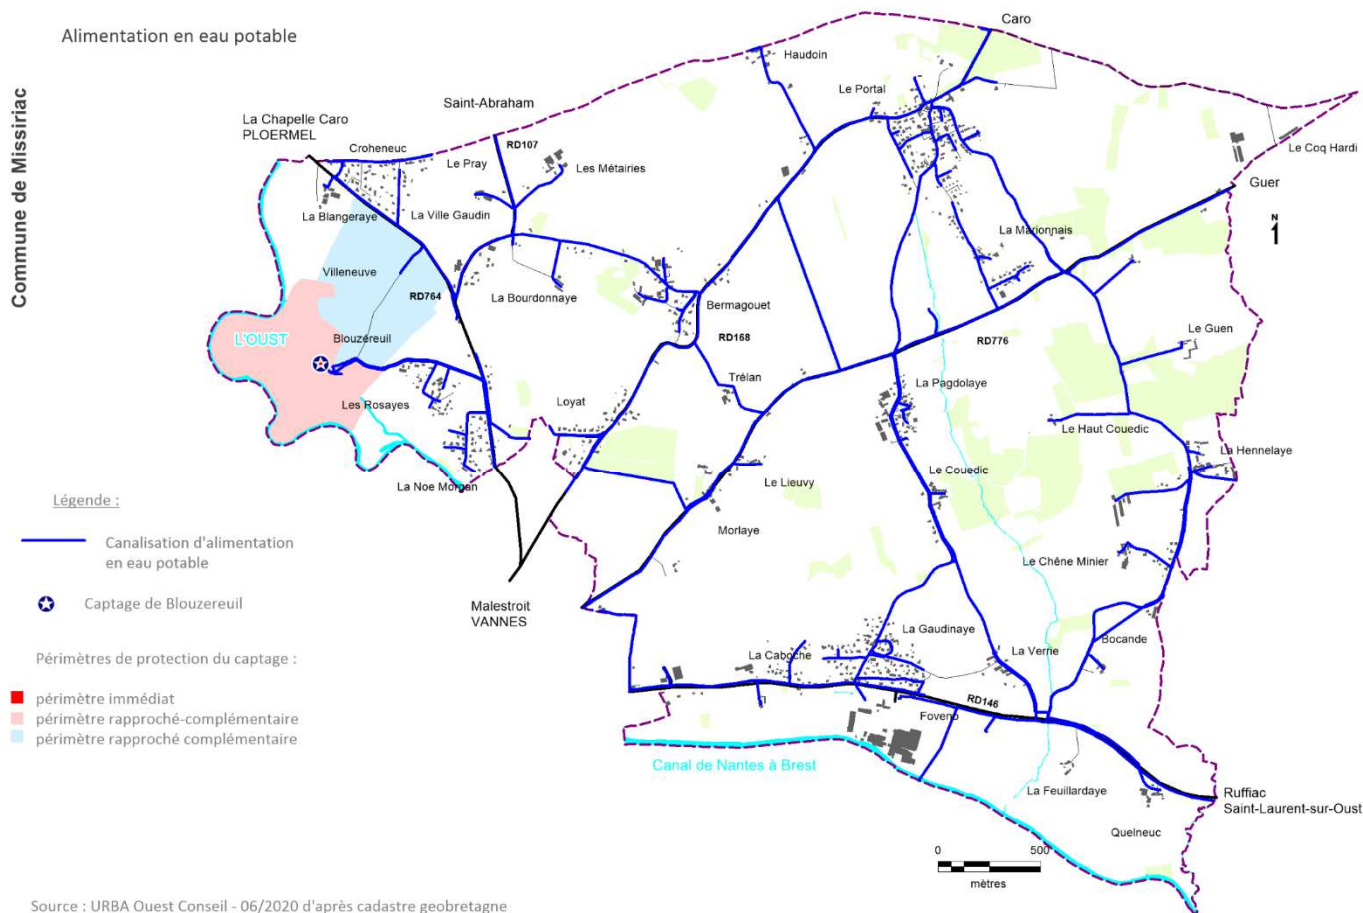 Alimentation en eau potable
Commune de Missiriac
Caro
Haudoin
Le Portal
Saint-Abraham
La Chapelle Caro
PLOERMEL
RD107
Croheneuc
Le Pray
Les Métairies
Le Coq Hardi
Guer
N
La Blangeraye
La Ville Gaudin
La Marionnais
Villeneuve
RD764
La Bourdonnaye
Bermagouet
L'OUST
Blouzéreuil
RD168
RD776
Le Guen
Trélan
La Pagdolaye
Les Rosayes
Loyat
Le Haut Couedic
La Hennelaye
La Noe Morgan
Le Lieuvy
Le Couedic
Morlaye
Le Chêne Minier
Malestroit
VANNES
La Gaudinaye
La Caboche
La Verrie
Bocande
RD146
Foveno
Canal de Nantes à Brest
La Feuillardaye
Ruffiac
Saint-Laurent-sur-Oust
Quelneuc
0 500
mètres
Légende :
Canalisation d'alimentation
en eau potable
Captage de Blouzereuil
Périmètres de protection du captage :
périmètre immédiat
périmètre rapproché-complémentaire
périmètre rapproché complémentaire
Source : URBA Ouest Conseil - 06/2020 d'après cadastre geobretagne